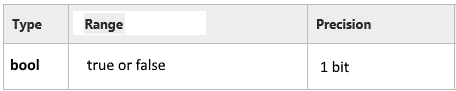 Type Range Precision
bool true or false 1 bit